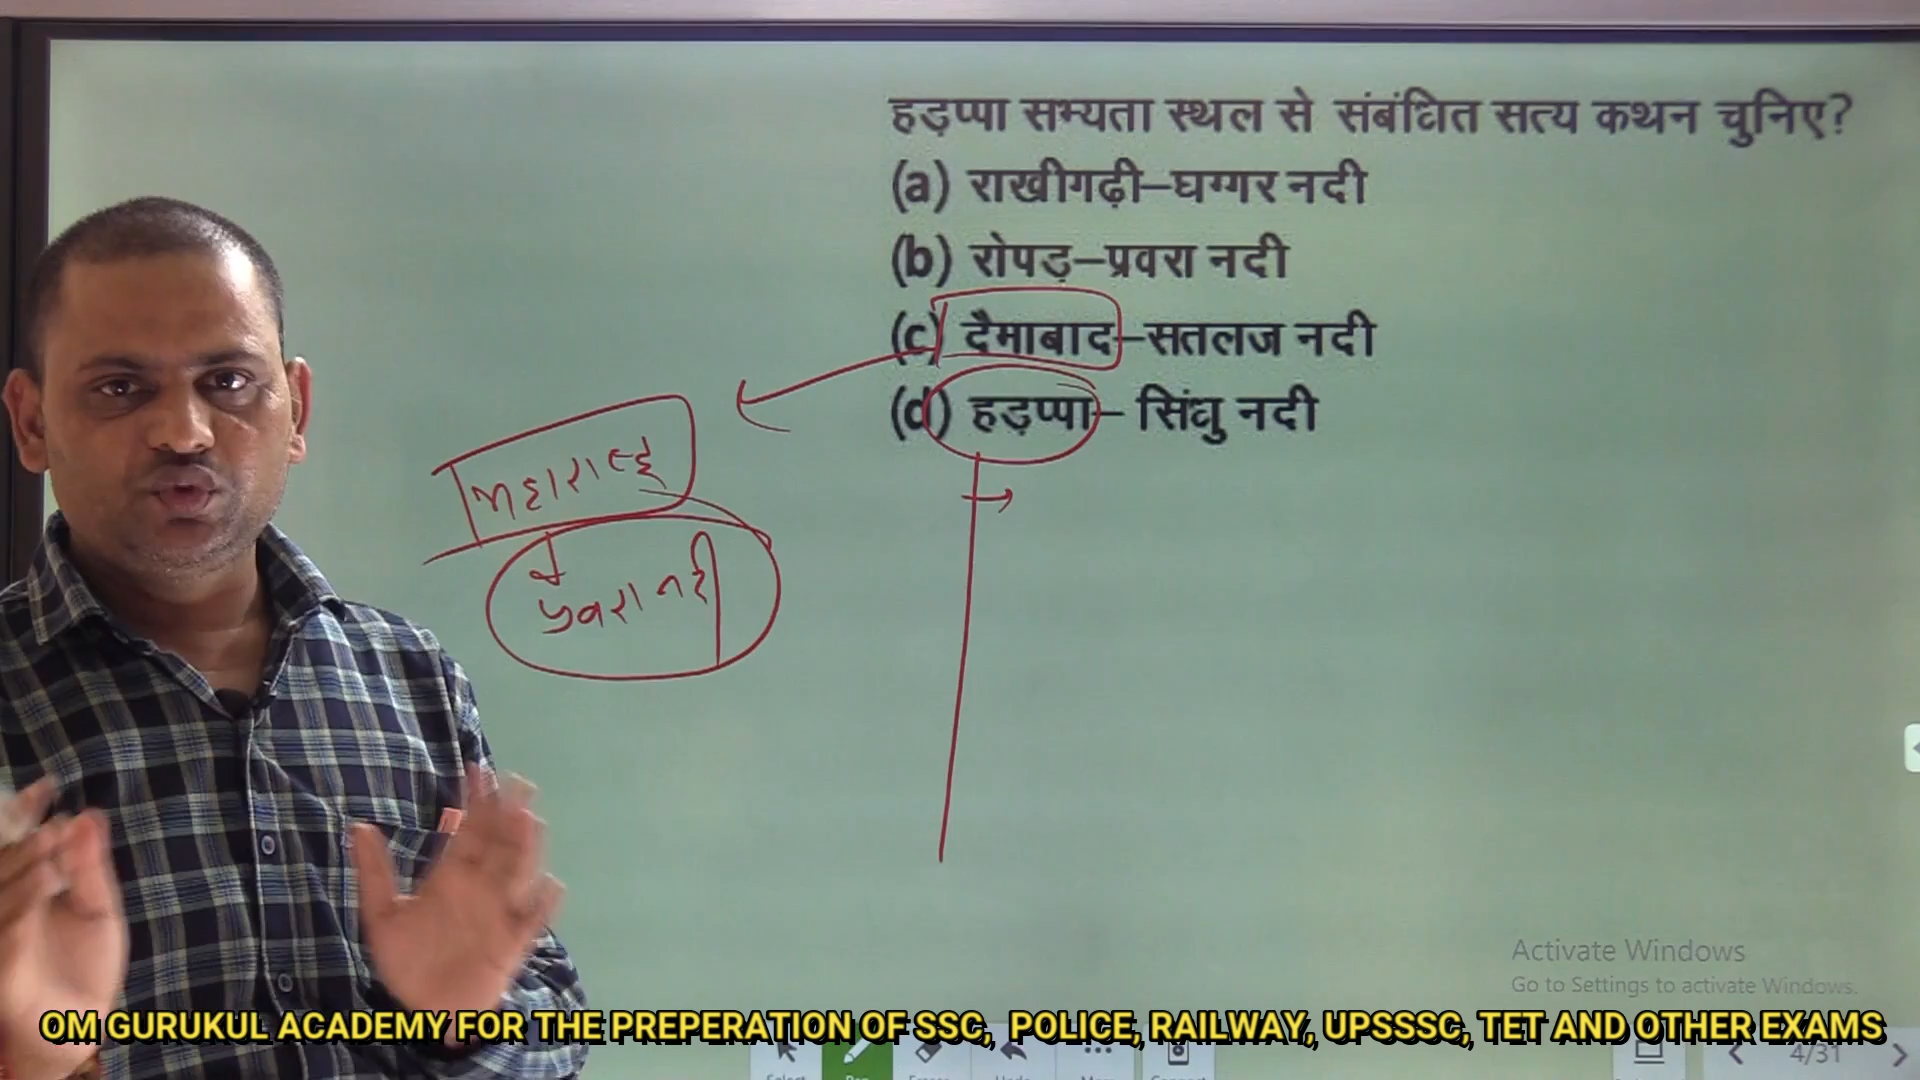 हड़प्पा सभ्यता स्थल से संबंधित सत्य कथन चुनिए?
(a) राखीगढ़ी–घग्गर नदी
(b) रोपड़–प्रवरा नदी
(c) दैमाबाद–सतलज नदी
(d) हड़प्पा– सिंधु नदी
प्रवरा नदी
Activate Windows
Go to Settings to activate Windows.
OM GURUKUL ACADEMY FOR THE PREPERATION OF SSC, POLICE, RAILWAY, UPSSSC, TET AND OTHER EXAMS
4/31